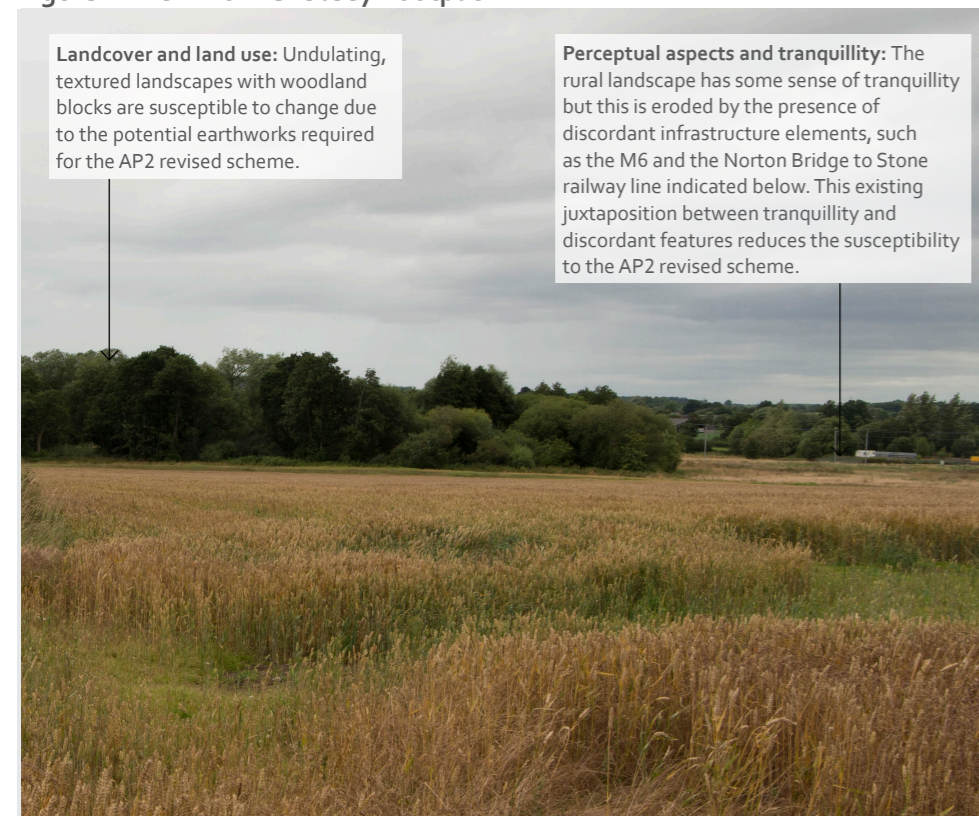 Landcover and land use: Undulating,
textured landscapes with woodland
blocks are susceptible to change due
to the potential earthworks required
for the AP2 revised scheme.
Perceptual aspects and tranquillity: The
rural landscape has some sense of tranquillity
but this is eroded by the presence of
discordant infrastructure elements, such
as the M6 and the Norton Bridge to Stone
railway line indicated below. This existing
juxtaposition between tranquillity and
discordant features reduces the susceptibility
to the AP2 revised scheme.